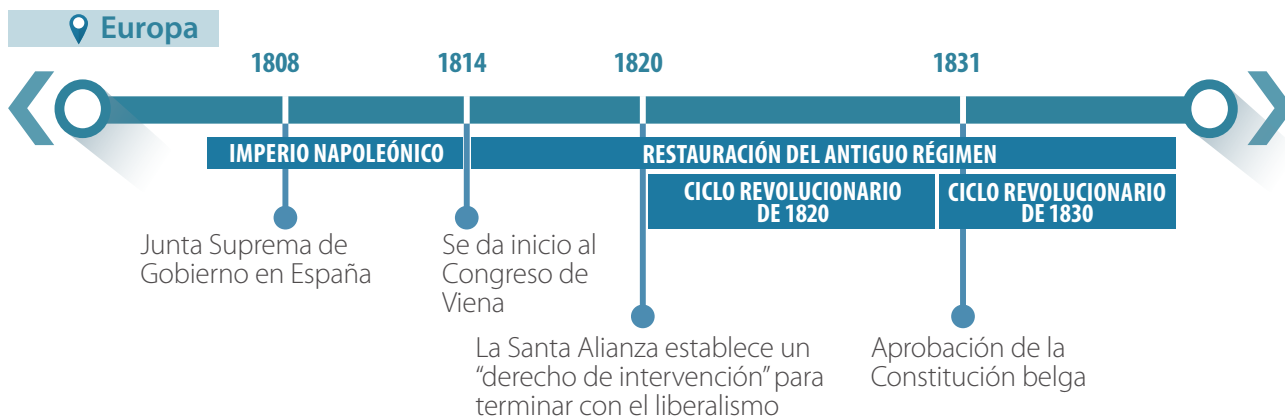 Europa
1808 1814 1820 1831
IMPERIO NAPOLEÓNICO RESTAURACIÓN DEL ANTIGUO RÉGIMEN
CICLO REVOLUCIONARIO
DE 1820
CICLO REVOLUCIONARIO
DE 1830
Junta Suprema de
Gobierno en España
Se da inicio al
Congreso de
Viena
La Santa Alianza establece un
“derecho de intervención” para
terminar con el liberalismo
Aprobación de la
Constitución belga